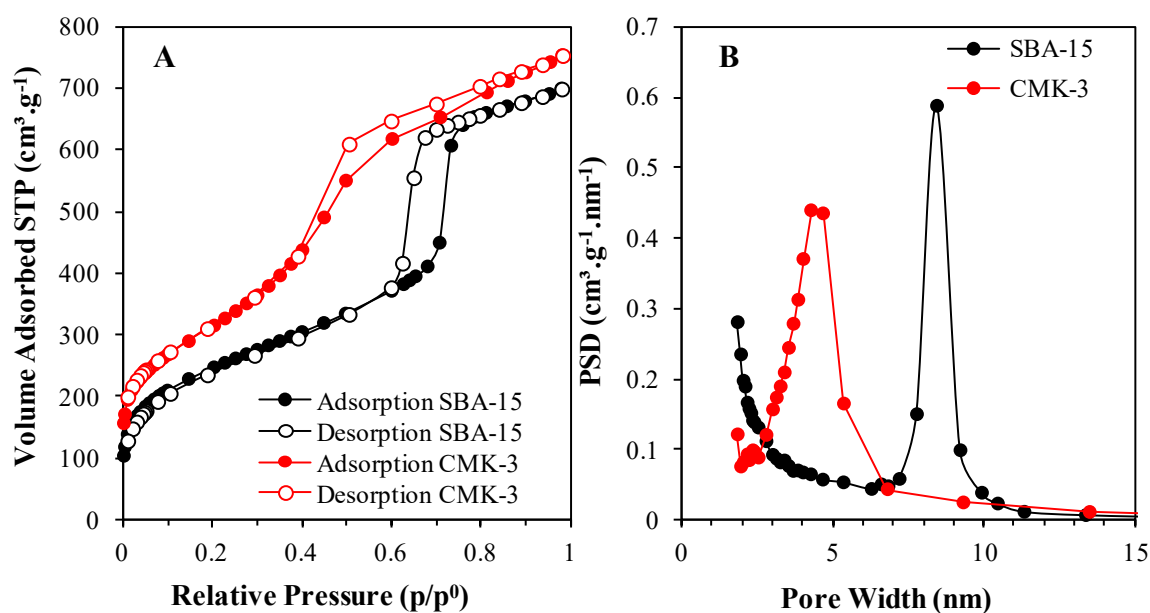 A
Volume Adsorbed STP (cm³.g⁻¹)
800
700
600
500
400
300
200
100
0
0
0.2
0.4
0.6
0.8
1
Relative Pressure (p/p⁰)
Adsorption SBA-15
Desorption SBA-15
Adsorption CMK-3
Desorption CMK-3
B
SBA-15
CMK-3
PSD (cm³.g⁻¹.nm⁻¹)
0.7
0.6
0.5
0.4
0.3
0.2
0.1
0
0
5
10
15
Pore Width (nm)